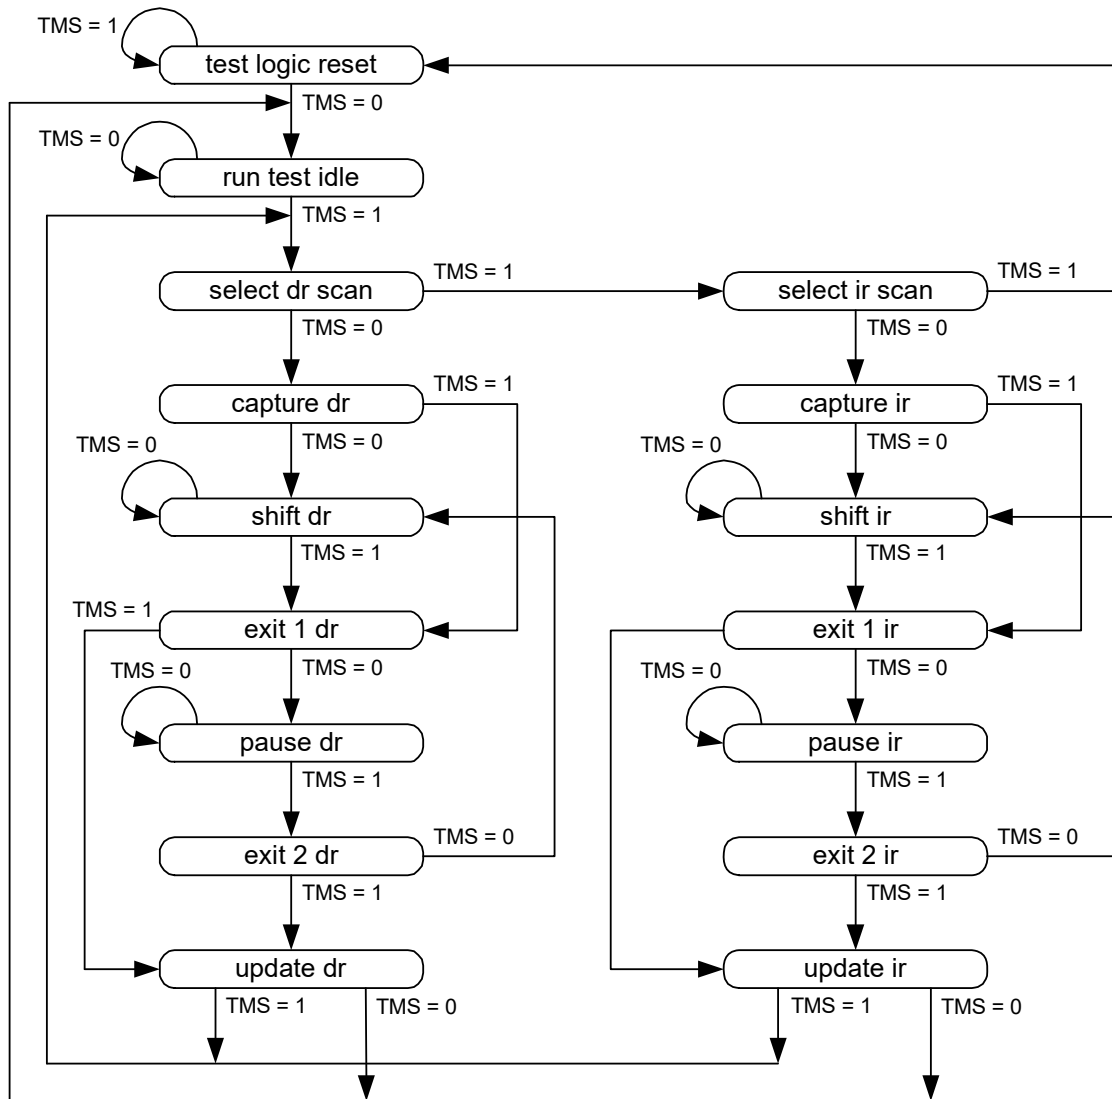 TMS = 1
test logic reset
TMS = 0
TMS = 0
run test idle
TMS = 1
select dr scan
TMS = 1
select ir scan
TMS = 1
TMS = 0
TMS = 0
capture dr
TMS = 1
capture ir
TMS = 1
TMS = 0
TMS = 0
TMS = 0
TMS = 0
shift dr
shift ir
TMS = 1
TMS = 1
TMS = 1
exit 1 dr
exit 1 ir
TMS = 0
TMS = 0
TMS = 0
TMS = 0
pause dr
pause ir
TMS = 1
TMS = 1
exit 2 dr
TMS = 0
exit 2 ir
TMS = 0
TMS = 1
TMS = 1
update dr
update ir
TMS = 1
TMS = 0
TMS = 1
TMS = 0